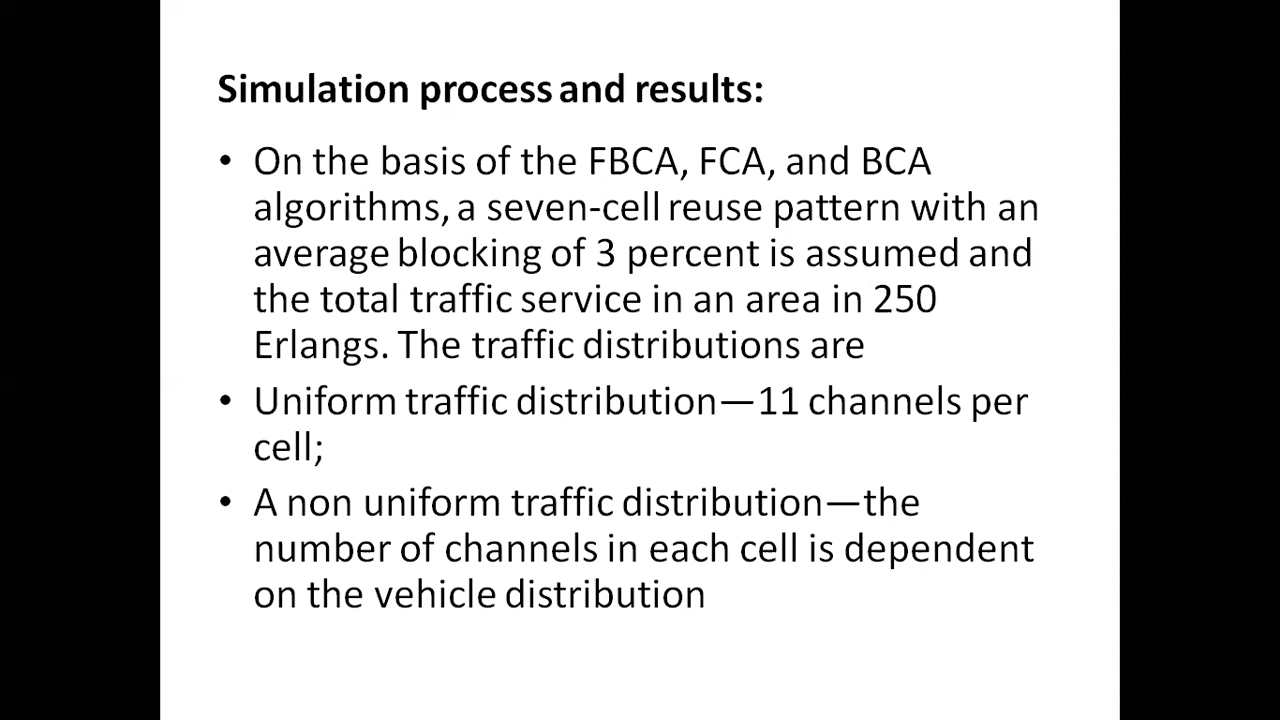 Simulation process and results:
• On the basis of the FBCA, FCA, and BCA
algorithms, a seven-cell reuse pattern with an
average blocking of 3 percent is assumed and
the total traffic service in an area in 250
Erlangs. The traffic distributions are
• Uniform traffic distribution—11 channels per
cell;
• A non uniform traffic distribution—the
number of channels in each cell is dependent
on the vehicle distribution